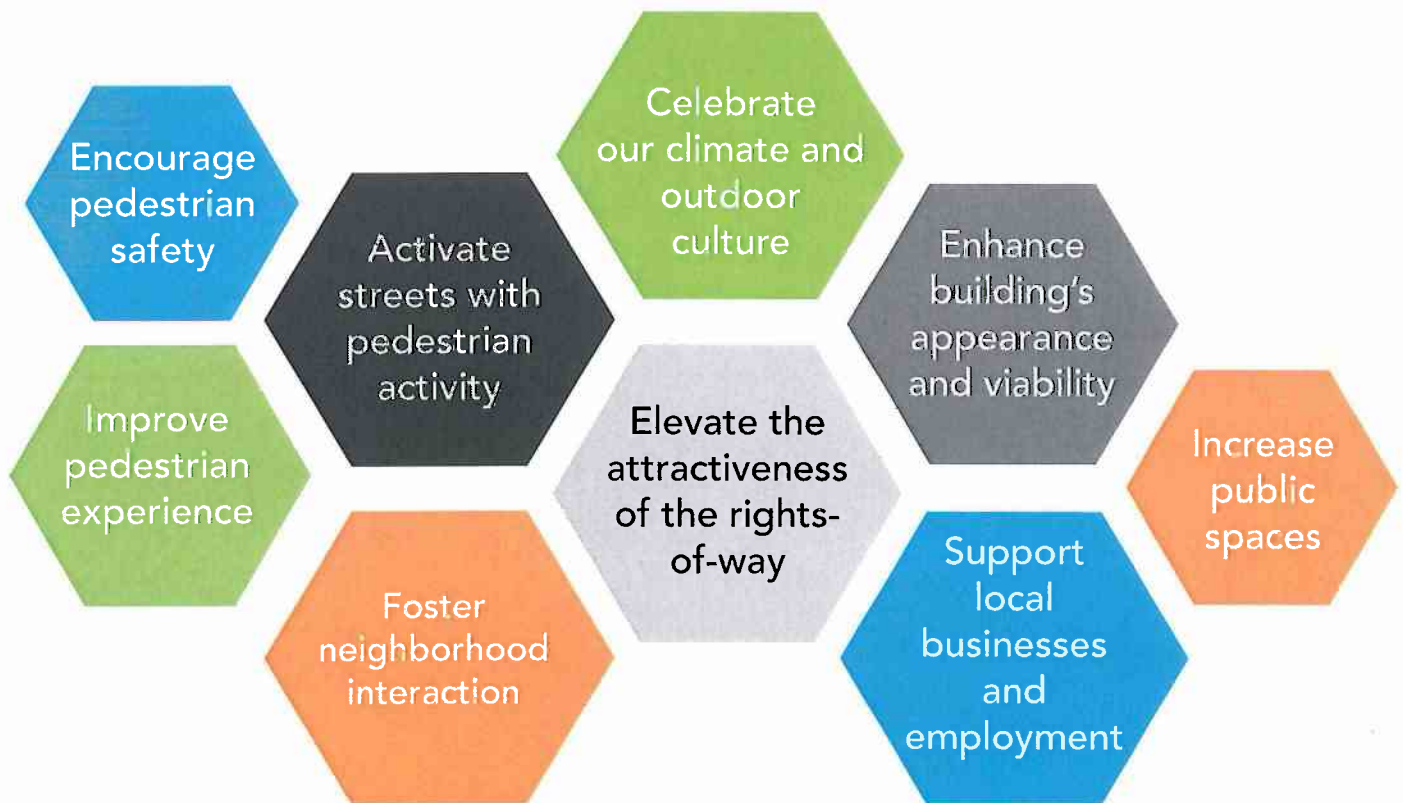 Encourage
pedestrian
safety
Improve
pedestrian
experience
Activate
streets with
pedestrian
activity
Foster
neighborhood
interaction
Celebrate
our climate and
outdoor
culture
Elevate the
attractiveness
of the rights-
of-way
Enhance
building's
appearance
and viability
Support
local
businesses
and
employment
Increase
public
spaces